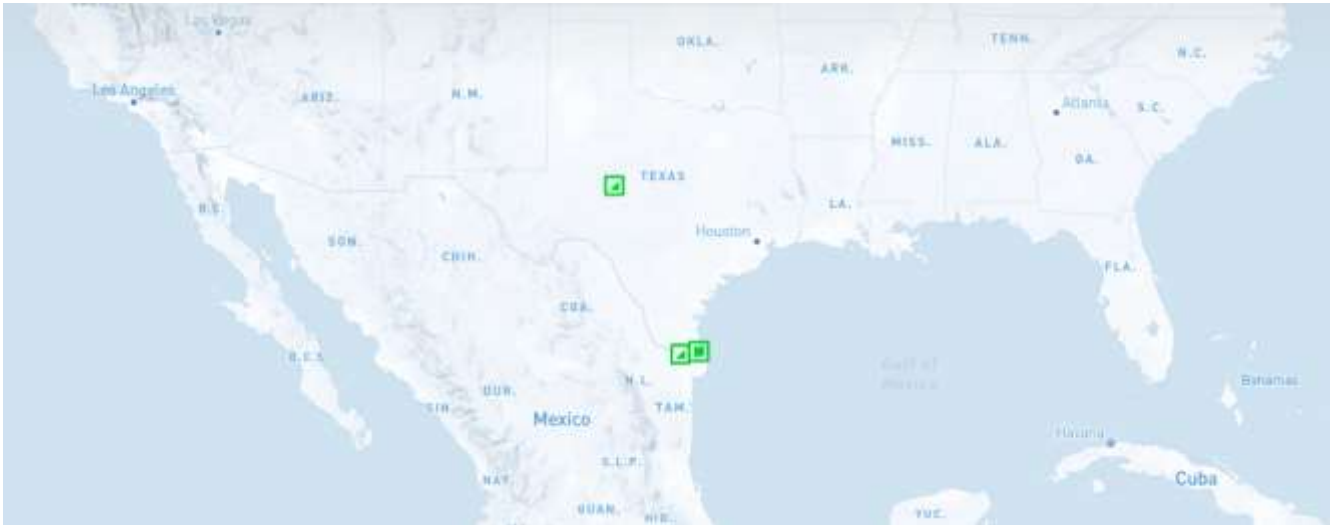 Las Vegas
OKLA.
TENN.
N.C.
ARK.
Los Angeles
ARIZ.
N.M.
Atlanta
S.C.
MISS.
ALA.
GA.
TEXAS
LA.
B.C.
Houston
SON.
CHIH.
FLA.
COA.
B.C.S.
Gulf of
Mexico
N.L.
Bahamas
DUR.
SIN.
TAM.
Mexico
Havana
S.L.P.
NAY.
Cuba
GUAN.
HID.
YUC.